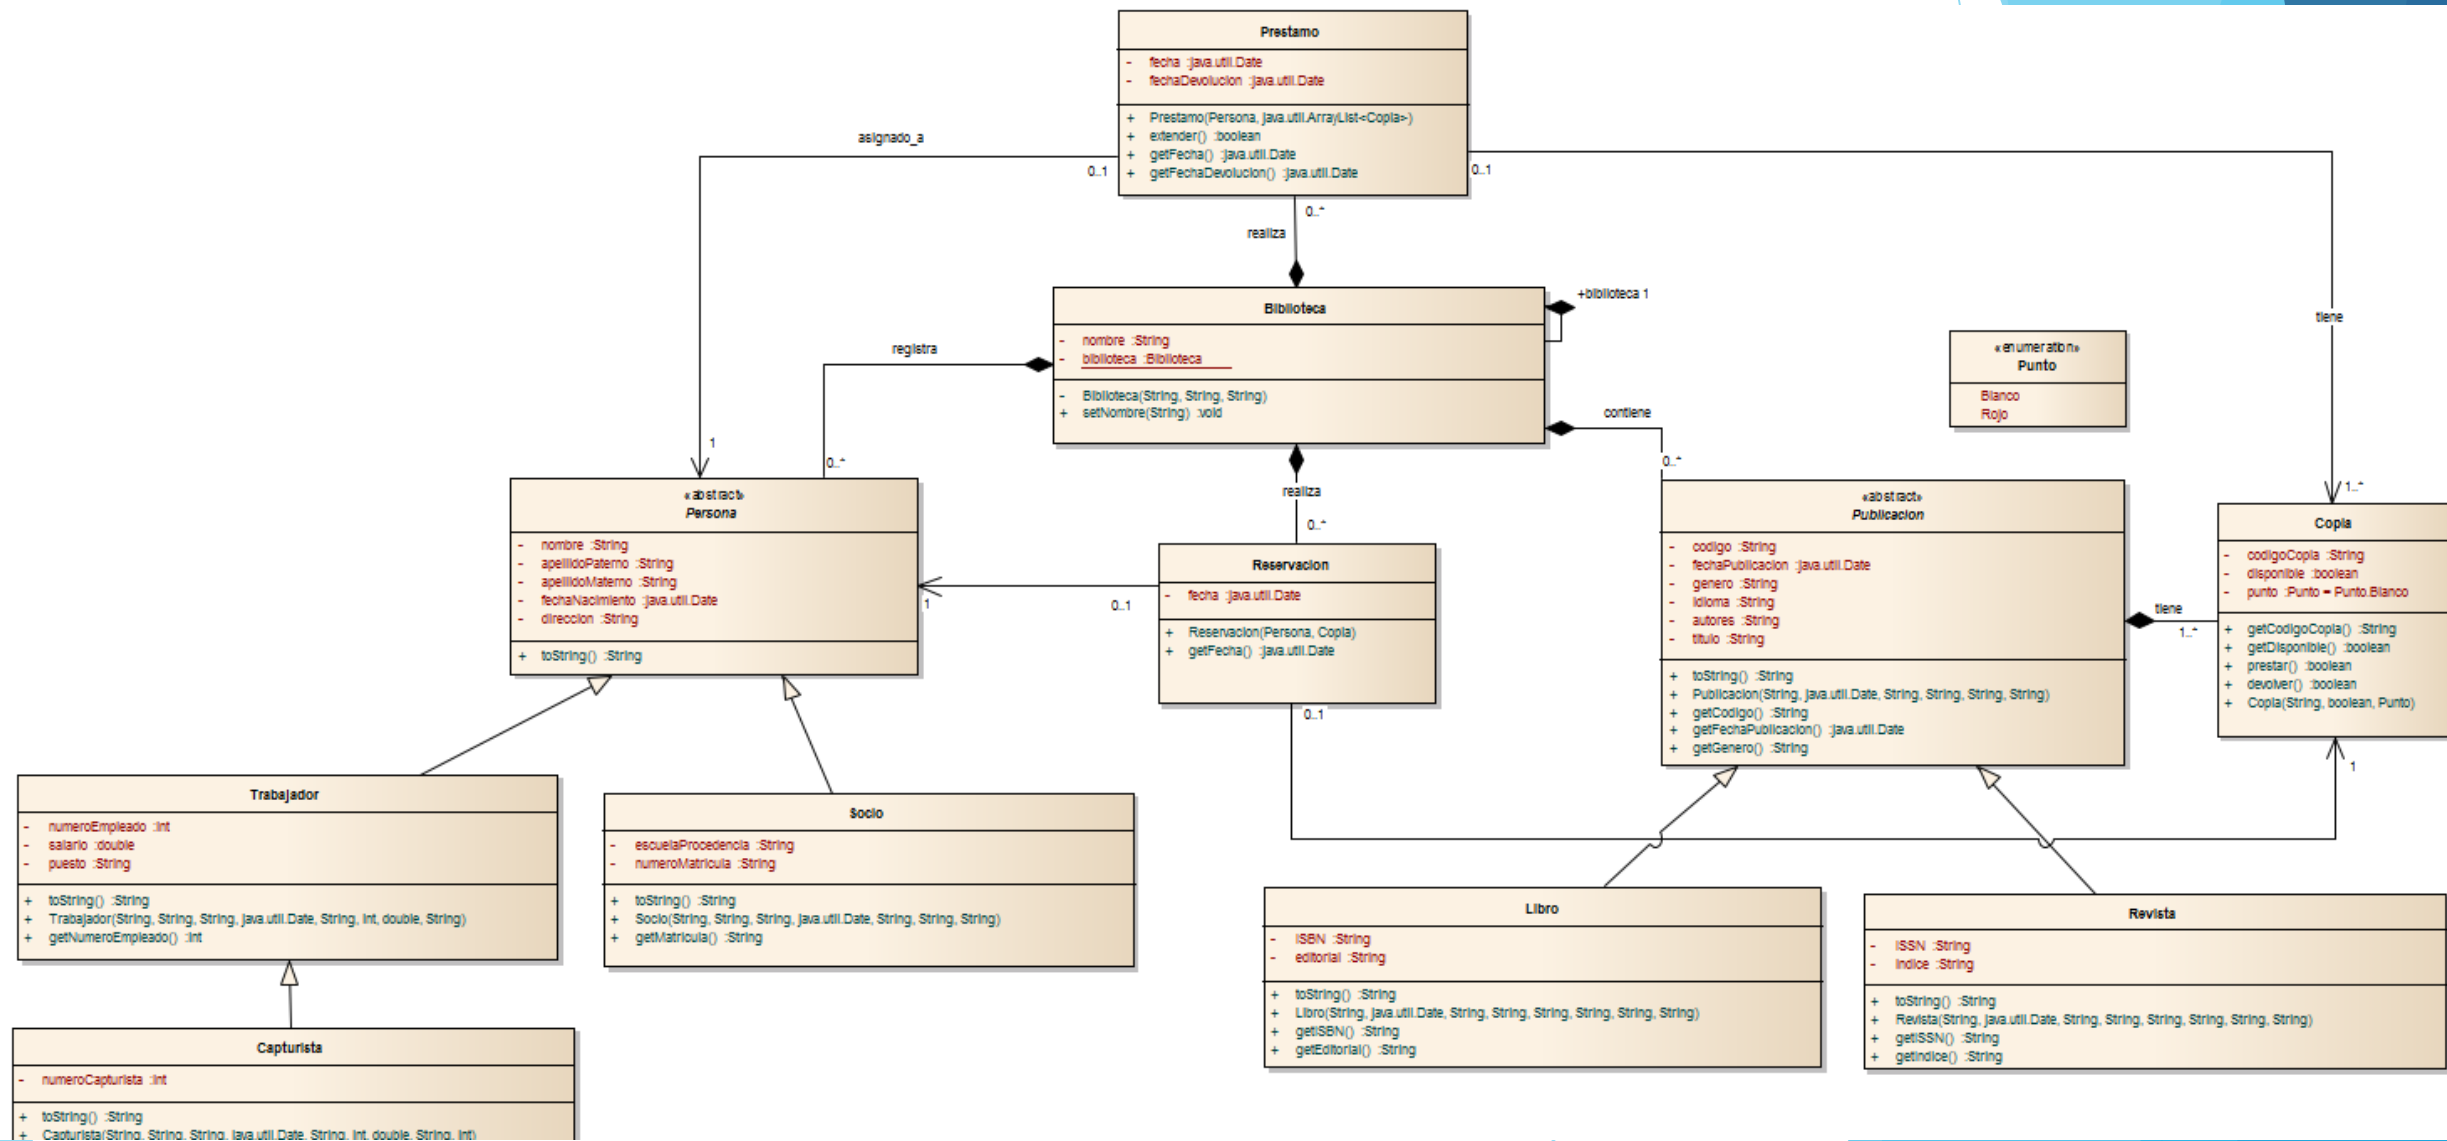 Prestamo
- fecha :java.util.Date
- fechaDevolucion :java.util.Date
+ Prestamo(Persona, java.util.ArrayList<Copia>)
+ extender() :boolean
+ getFecha() :java.util.Date
+ getFechaDevolucion() :java.util.Date
asignado_a
0..1
0..1
0..*
realiza
tiene
+biblioteca 1
Biblioteca
- nombre :String
- biblioteca :Biblioteca
- Biblioteca(String, String, String)
+ setNombre(String) :void
registra
contiene
«enumeration»
Punto
Blanco
Rojo
1
0..*
0..*
realiza
0..*
1..*
«abstract»
Persona
- nombre :String
- apellidoPaterno :String
- apellidoMaterno :String
- fechaNacimiento :java.util.Date
- direccion :String
+ toString() :String
1
0..1
Reservacion
- fecha :java.util.Date
+ Reservacion(Persona, Copia)
+ getFecha() :java.util.Date
0..1
«abstract»
Publicacion
- codigo :String
- fechaPublicacion :java.util.Date
- genero :String
- idioma :String
- autores :String
- titulo :String
+ toString() :String
+ Publicacion(String, java.util.Date, String, String, String, String)
+ getCodigo() :String
+ getFechaPublicacion() :java.util.Date
+ getGenero() :String
tiene
1..*
Copia
- codigoCopia :String
- disponible :boolean
- punto :Punto = Punto.Blanco
+ getCodigoCopia() :String
+ getDisponible() :boolean
+ prestar() :boolean
+ devolver() :boolean
+ Copia(String, boolean, Punto)
1
Trabajador
- numeroEmpleado :int
- salario :double
- puesto :String
+ toString() :String
+ Trabajador(String, String, String, java.util.Date, String, int, double, String)
+ getNumeroEmpleado() :int
Socio
- escuelaProcedencia :String
- numeroMatricula :String
+ toString() :String
+ Socio(String, String, String, java.util.Date, String, String, String)
+ getMatricula() :String
Libro
- ISBN :String
- editorial :String
+ toString() :String
+ Libro(String, java.util.Date, String, String, String, String, String, String)
+ getISBN() :String
+ getEditorial() :String
Revista
- ISSN :String
- indice :String
+ toString() :String
+ Revista(String, java.util.Date, String, String, String, String, String, String)
+ getISSN() :String
+ getIndice() :String
Capturista
- numeroCapturista :int
+ toString() :String
+ Capturista(String, String, String, java.util.Date, String, int, double, String, int)